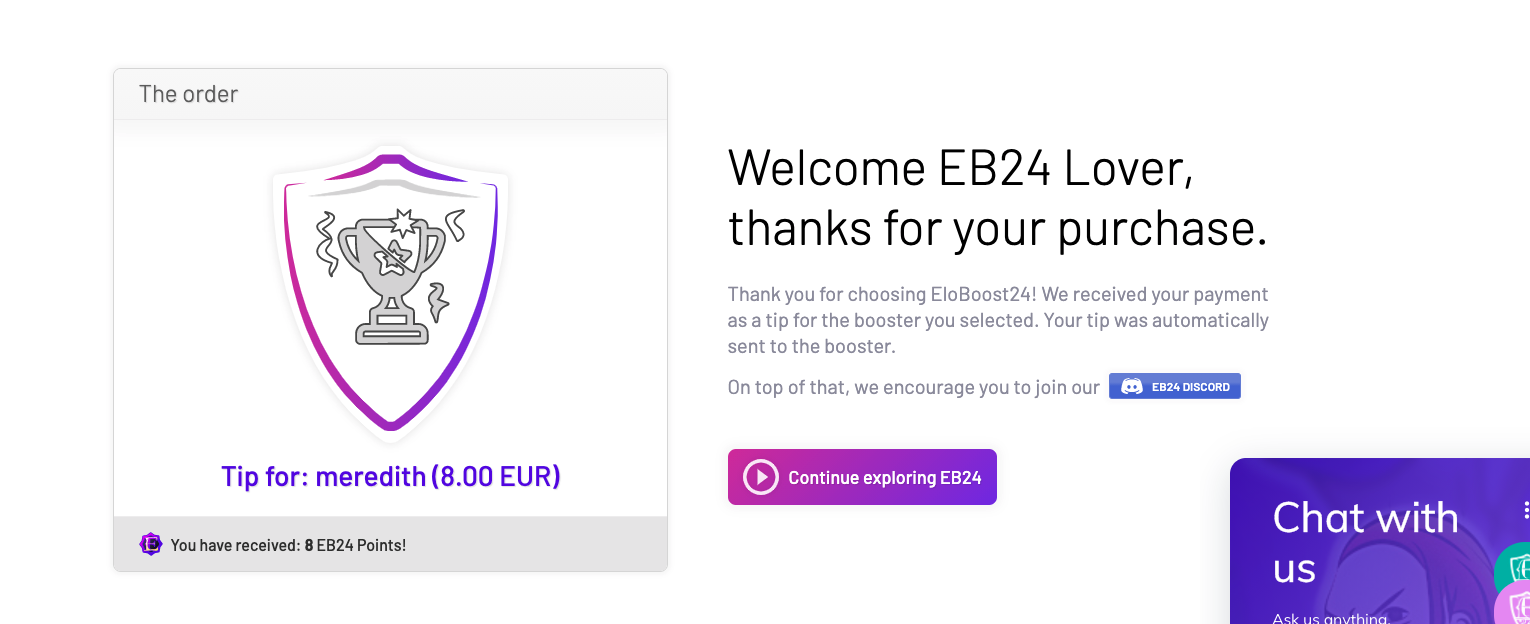 The order
Tip for: meredith (8.00 EUR)
You have received: 8 EB24 Points!
Welcome EB24 Lover,
thanks for your purchase.
Thank you for choosing EloBoost24! We received your payment
as a tip for the booster you selected. Your tip was automatically
sent to the booster.
On top of that, we encourage you to join our EB24 DISCORD
Continue exploring EB24
Chat with
us
Ask us anything.